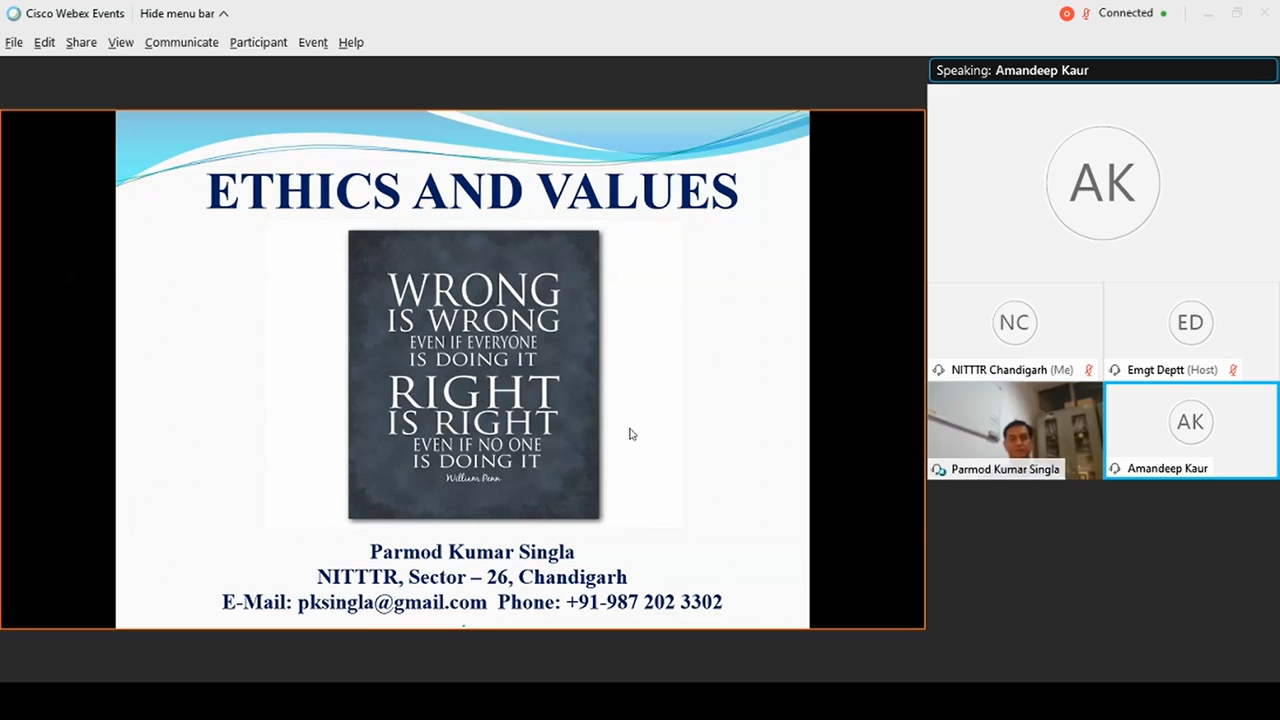 Cisco Webex Events
Hide menu bar
Connected
File Edit Share View Communicate Participant Event Help
Speaking: Amandeep Kaur
AK
NC
ED
NITTTR Chandigarh (Me)
Emgt Deptt (Host)
AK
Parmod Kumar Singla
Amandeep Kaur
ETHICS AND VALUES
WRONG
IS WRONG
EVEN IF EVERYONE
IS DOING IT
RIGHT
IS RIGHT
EVEN IF NO ONE
IS DOING IT
William Penn
Parmod Kumar Singla
NITTTR, Sector – 26, Chandigarh
E-Mail: pksingla@gmail.com Phone: +91-987 202 3302